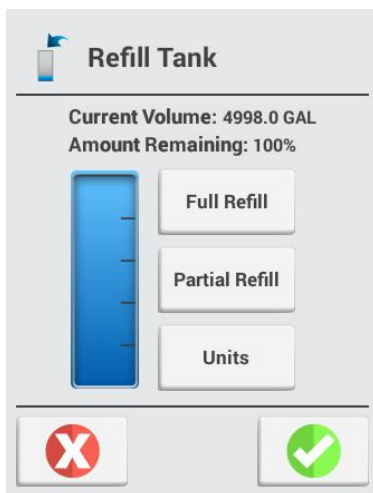 Refill Tank
Current Volume: 4998.0 GAL
Amount Remaining: 100%
Full Refill
Partial Refill
Units